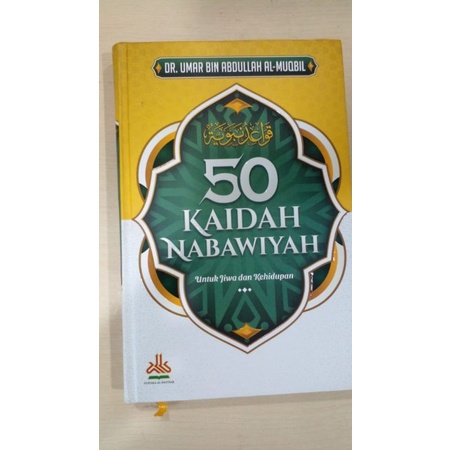 DR. UMAR BIN ABDULLAH AL-MUQBIL
قواعد نبوية
50
KAIDAH
NABAWIYAH
Untuk Jiwa dan Kehidupan